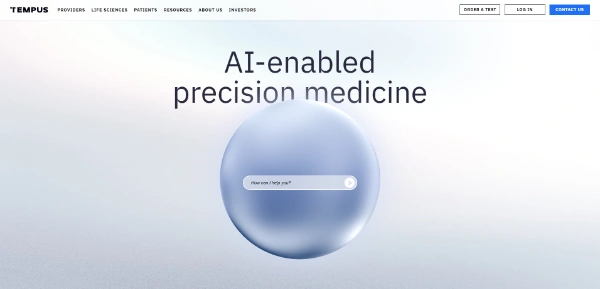 TEMPUS
PROVIDERS LIFE SCIENCES PATIENTS RESOURCES ABOUT US INVESTORS
ORDER A TEST LOG IN CONTACT US
AI-enabled
precision medicine
How can I help you?